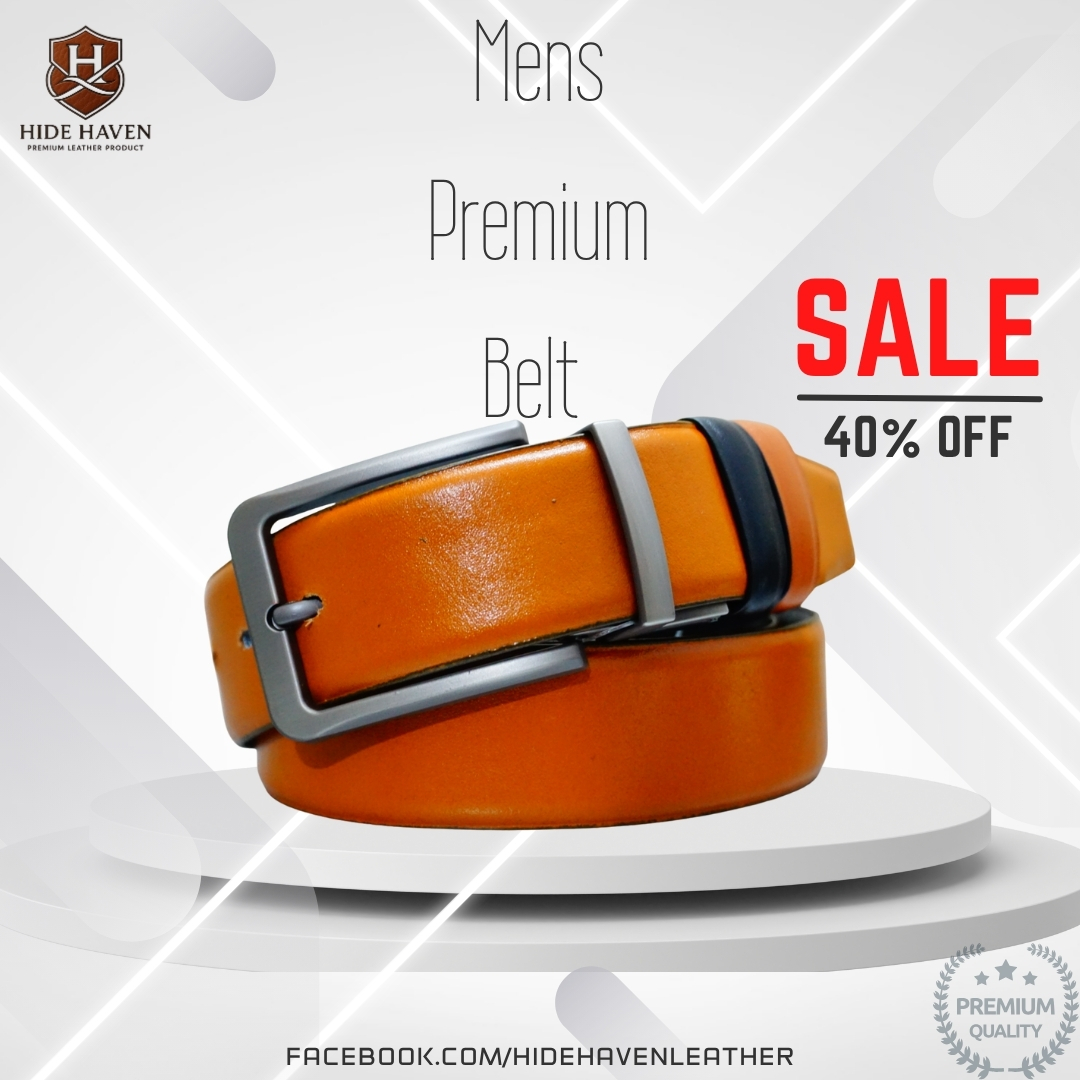 H
HIDE HAVEN
PREMIUM LEATHER PRODUCT
Mens
Premium
Belt
SALE
40% OFF
PREMIUM
QUALITY
FACEBOOK.COM/HIDEHAVENLEATHER